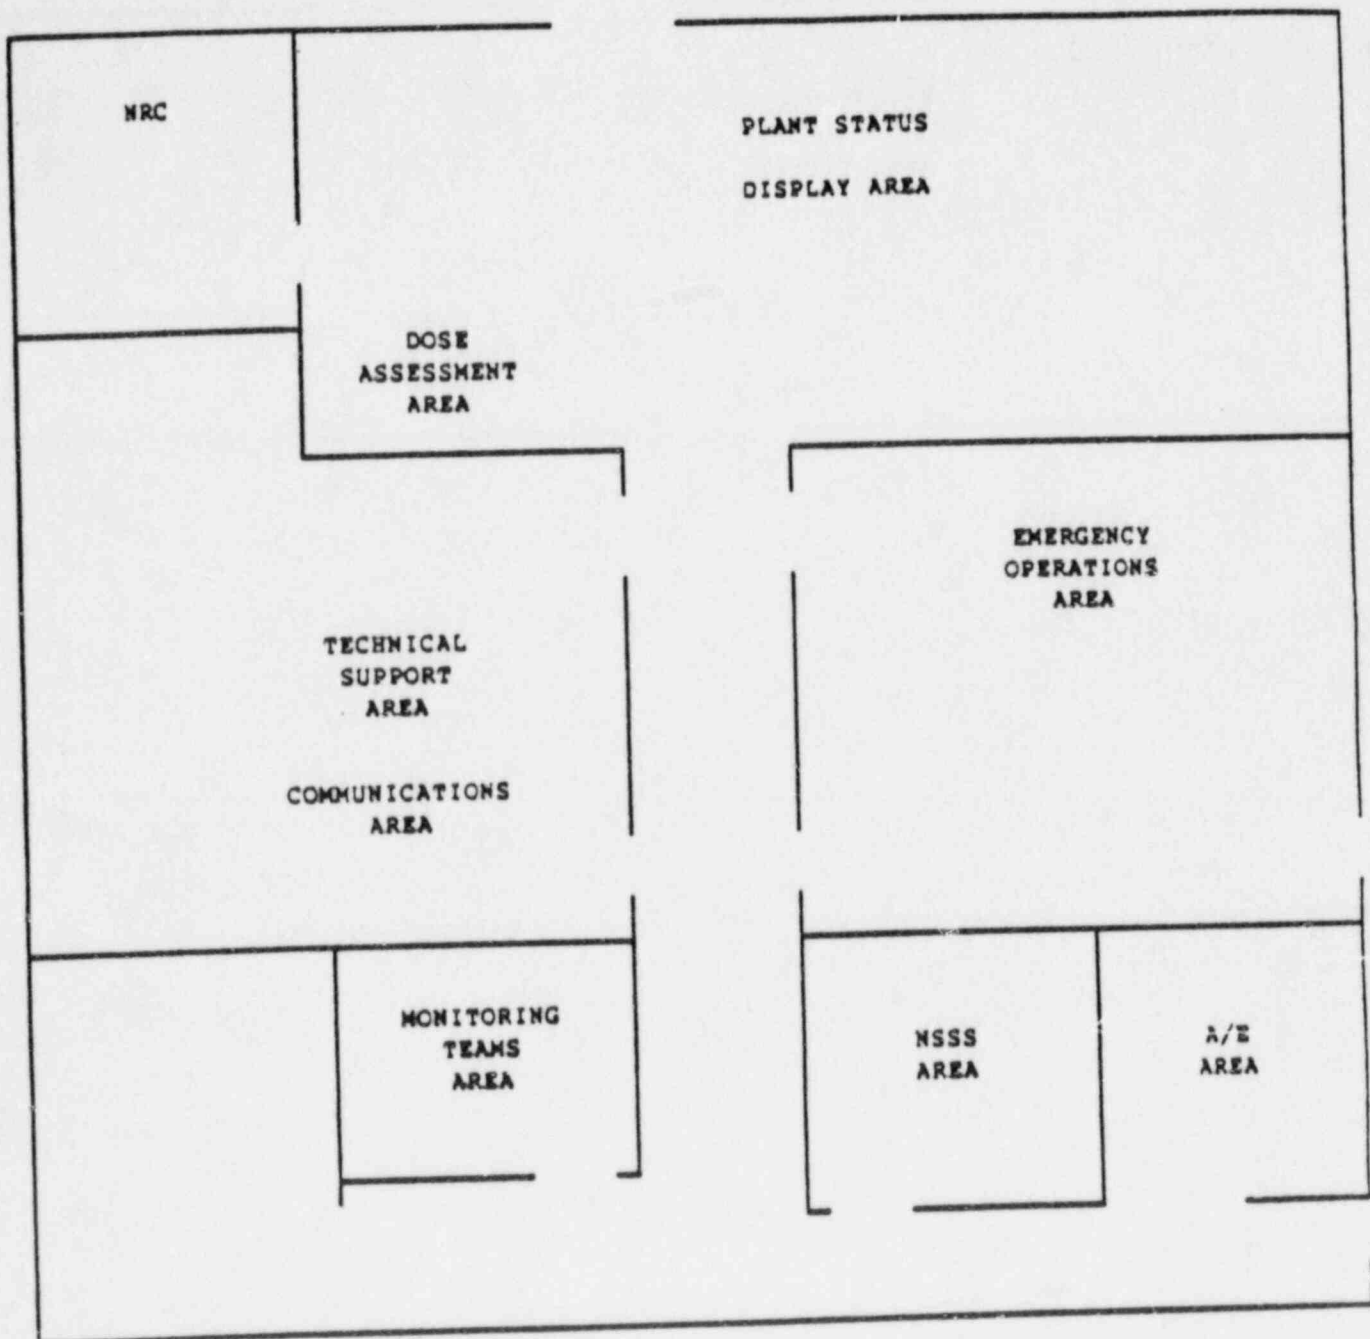 NRC
PLANT STATUS
DISPLAY AREA
DOSE
ASSESSMENT
AREA
EMERGENCY
OPERATIONS
AREA
TECHNICAL
SUPPORT
AREA
COMMUNICATIONS
AREA
MONITORING
TEAMS
AREA
NSSS
AREA
A/E
AREA